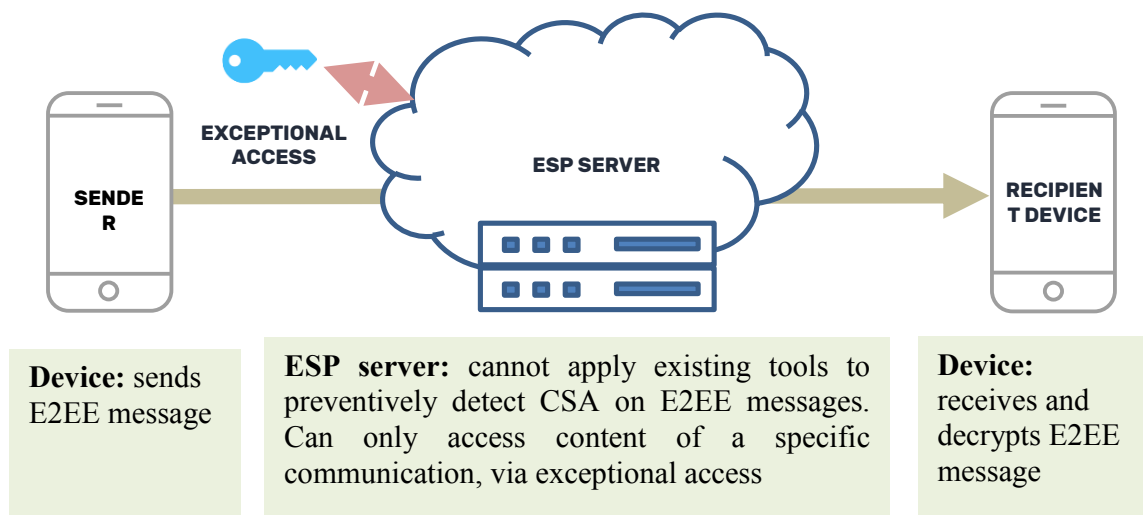 EXCEPTIONAL
ACCESS
ESP SERVER
SENDE
R
RECIPIEN
T DEVICE
Device: sends
E2EE message
ESP server: cannot apply existing tools to
preventively detect CSA on E2EE messages.
Can only access content of a specific
communication, via exceptional access
Device:
receives and
decrypts E2EE
message